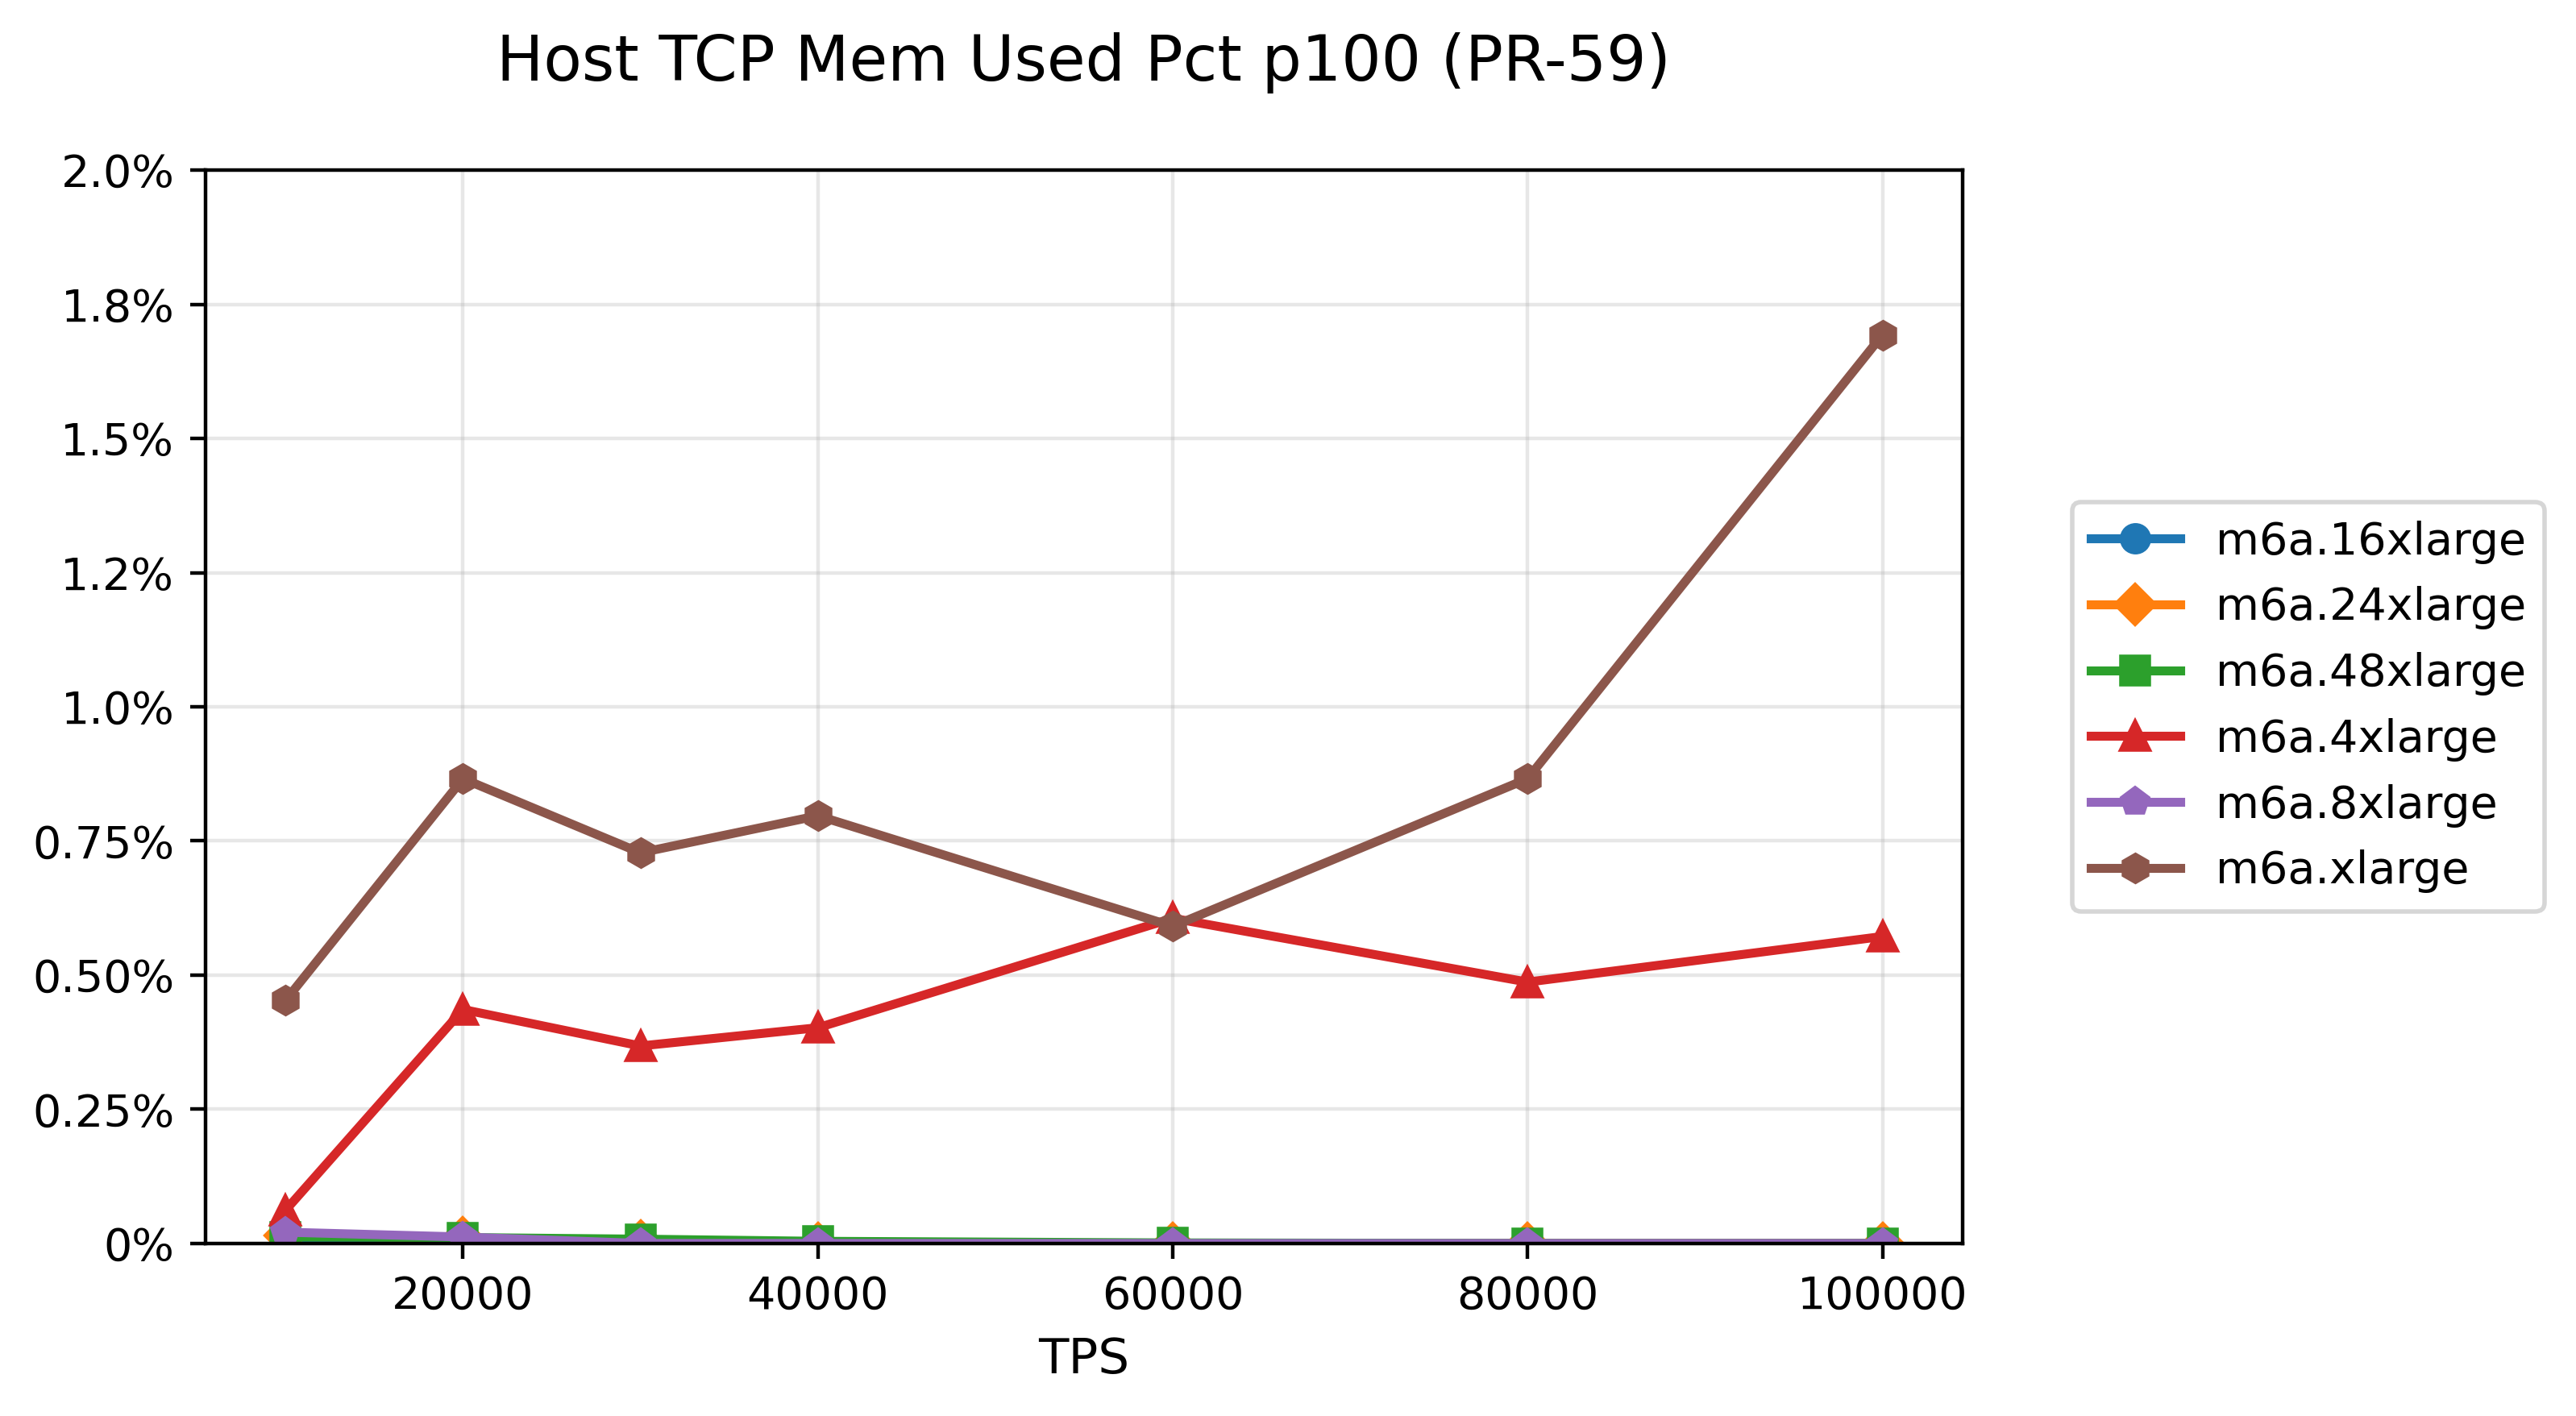 Host TCP Mem Used Pct p100 (PR-59)
2.0%
1.8%
1.5%
1.2%
1.0%
0.75%
0.50%
0.25%
0%
20000 40000 60000 80000 100000
TPS
m6a.16xlarge
m6a.24xlarge
m6a.48xlarge
m6a.4xlarge
m6a.8xlarge
m6a.xlarge